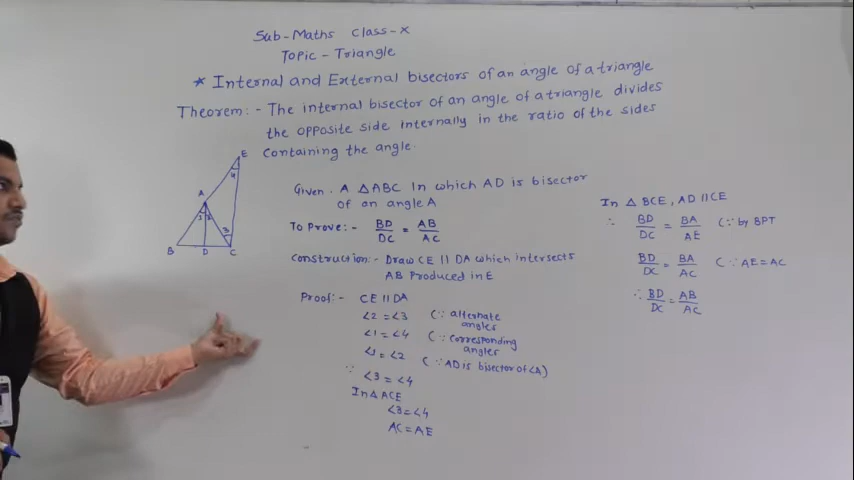 Sub-Maths Class-X
Topic - Triangle
* Internal and External bisectors of an angle of a triangle
Theorem:- The internal bisector of an angle of a triangle divides
the opposite side internally in the ratio of the sides
Containing the angle.
E
4
A
1 2
3
B D C
Given. A △ABC In which AD is bisector
of an angle A
To Prove:- BD/DC = AB/AC
Construction:- Draw CE || DA which intersects
AB Produced in E
Proof:- CE || DA
∠2 = ∠3 (∵ alternate
angles
∠1 = ∠4 (∵ corresponding
angles
∠1 = ∠2 (∵ AD is bisector of ∠A)
∵ ∠3 = ∠4
In △ ACE
∠3 = ∠4
AC = AE
In △ BCE, AD || CE
∴ BD/DC = BA/AE (∵ by BPT
BD/DC = BA/AC (∵ AE = AC
∴ BD/DC = AB/AC